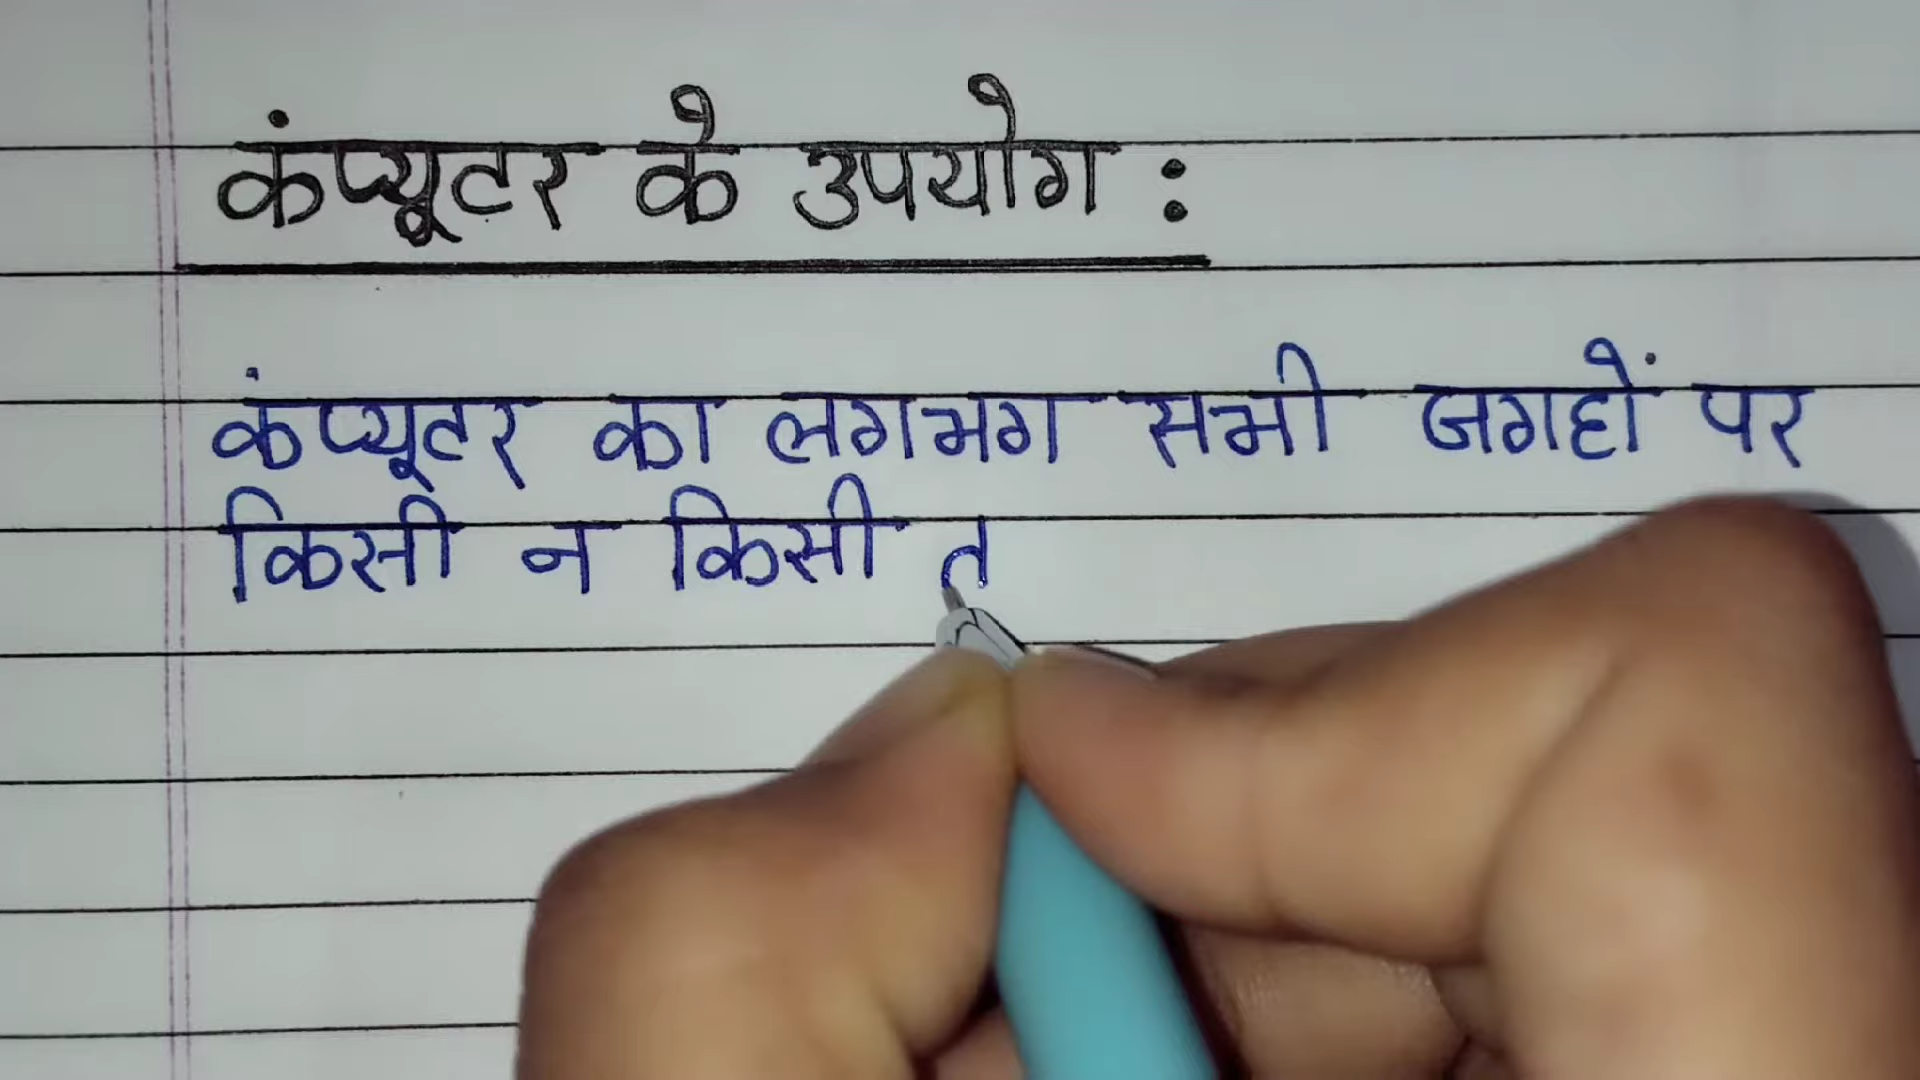 कंप्यूटर के उपयोग :
कंप्यूटर का लगभग सभी जगहों पर
किसी न किसी त